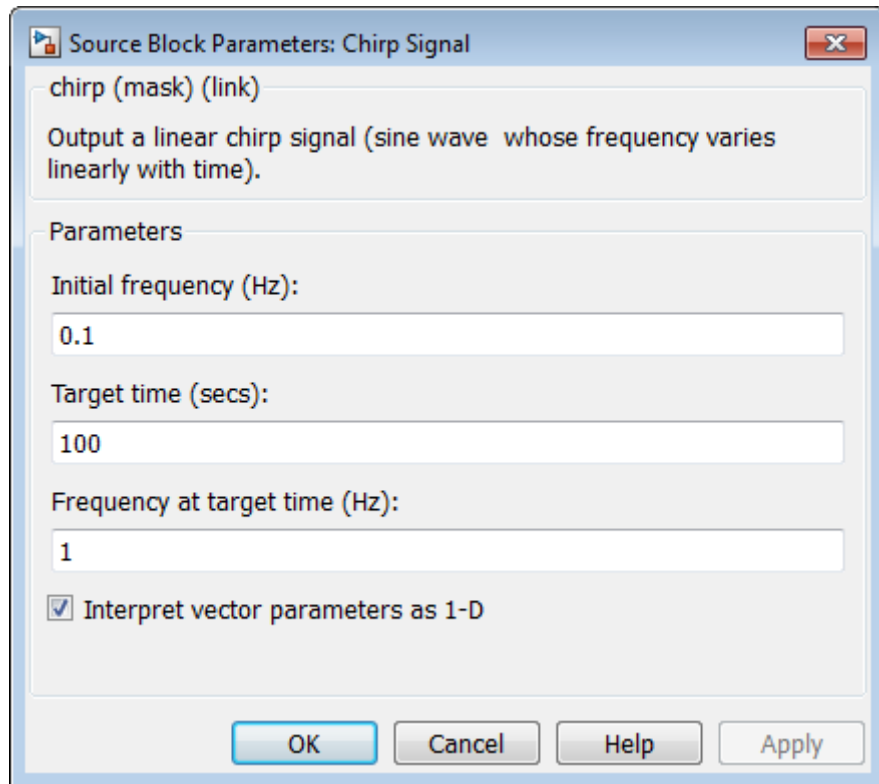 Source Block Parameters: Chirp Signal
chirp (mask) (link)
Output a linear chirp signal (sine wave  whose frequency varies
linearly with time).
Parameters
Initial frequency (Hz):
0.1
Target time (secs):
100
Frequency at target time (Hz):
1
Interpret vector parameters as 1-D
OK Cancel Help Apply